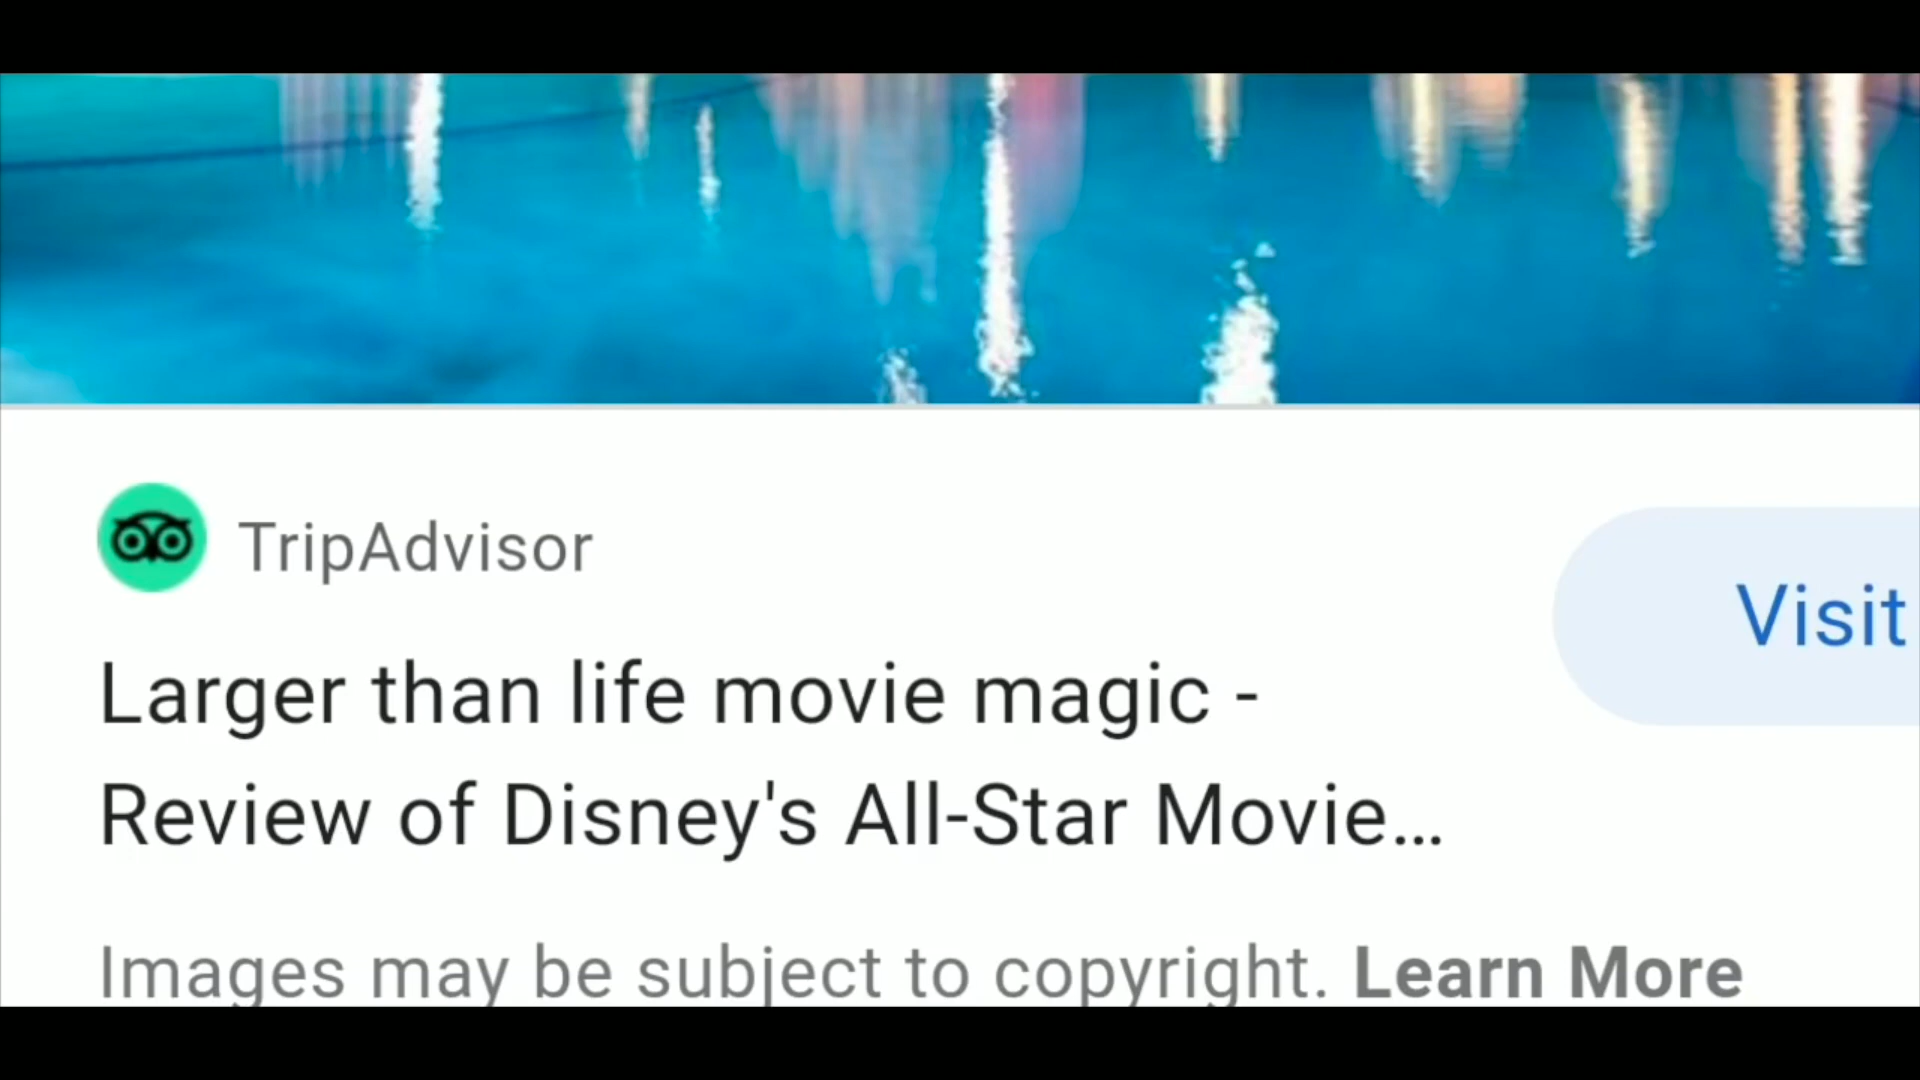 TripAdvisor
Visit
Larger than life movie magic -
Review of Disney's All-Star Movie…
Images may be subject to copyright. Learn More